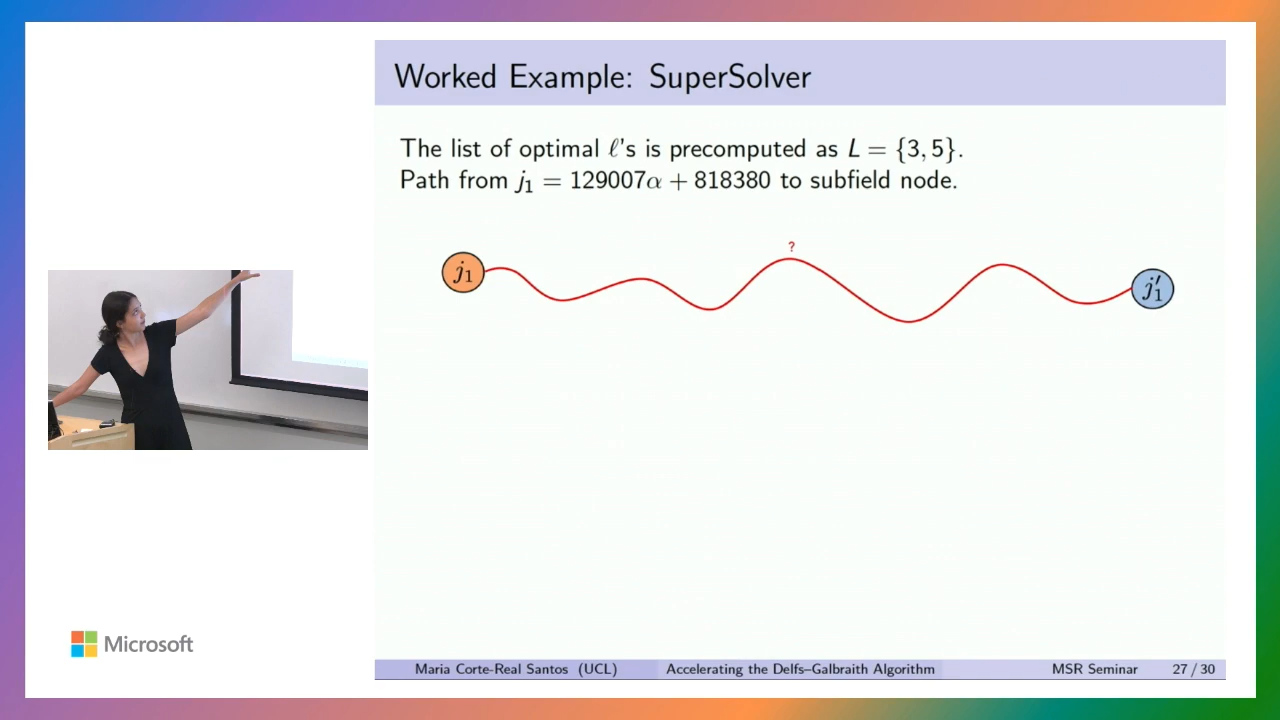 Worked Example: SuperSolver
The list of optimal ℓ's is precomputed as L = {3, 5}.
Path from j₁ = 129007α + 818380 to subfield node.
?
j₁
j₁′
Microsoft
Maria Corte-Real Santos (UCL) Accelerating the Delfs–Galbraith Algorithm MSR Seminar 27 / 30